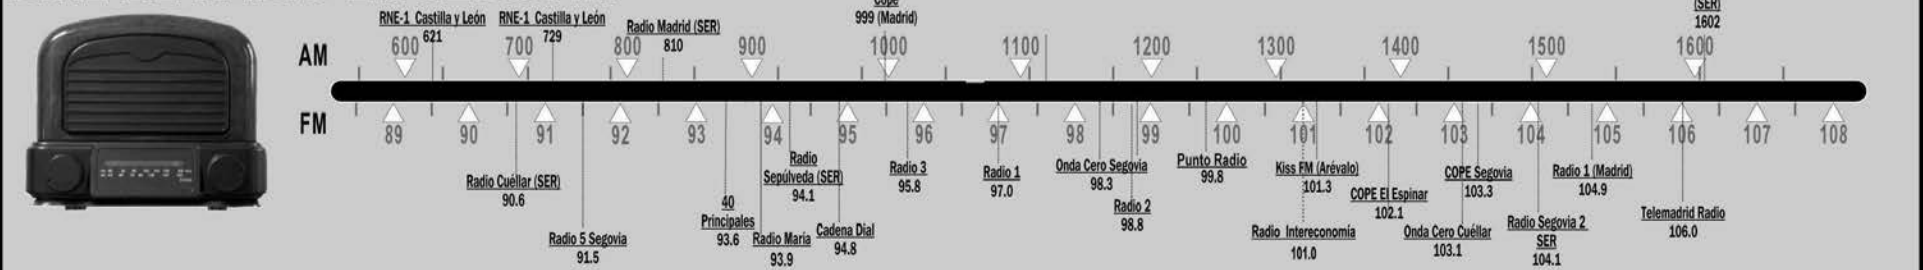 RNE-1 Castilla y León
621
RNE-1 Castilla y León
729
Radio Madrid (SER)
810
Cope
999 (Madrid)
(SER)
1602
AM
600 700 800 900 1000 1100 1200 1300 1400 1500 1600
FM
89 90 91 92 93 94 95 96 97 98 99 100 101 102 103 104 105 106 107 108
Radio Cuéllar (SER)
90.6
Radio 5 Segovia
91.5
40
Principales
93.6
Radio María
93.9
Radio
Sepúlveda (SER)
94.1
Cadena Dial
94.8
Radio 3
95.8
Radio 1
97.0
Onda Cero Segovia
98.3
Radio 2
98.8
Punto Radio
99.8
Kiss FM (Arévalo)
101.3
Radio Intereconomía
101.0
COPE El Espinar
102.1
COPE Segovia
103.3
Onda Cero Cuéllar
103.1
Radio Segovia 2
SER
104.1
Radio 1 (Madrid)
104.9
Telemadrid Radio
106.0